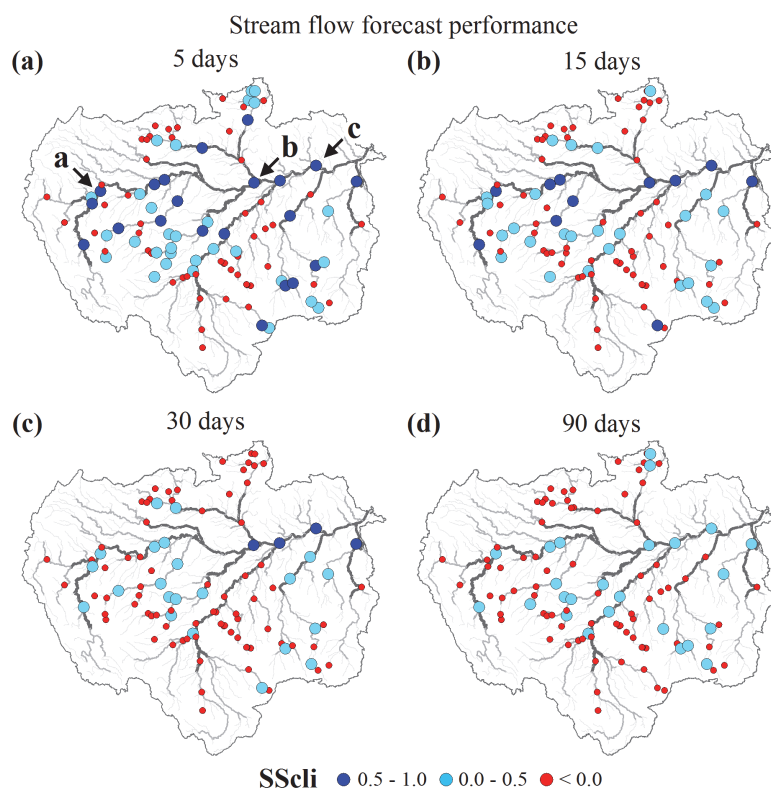 Stream flow forecast performance
(a) 5 days
(b) 15 days
a
b
c
(c) 30 days
(d) 90 days
SScli 0.5 - 1.0 0.0 - 0.5 < 0.0